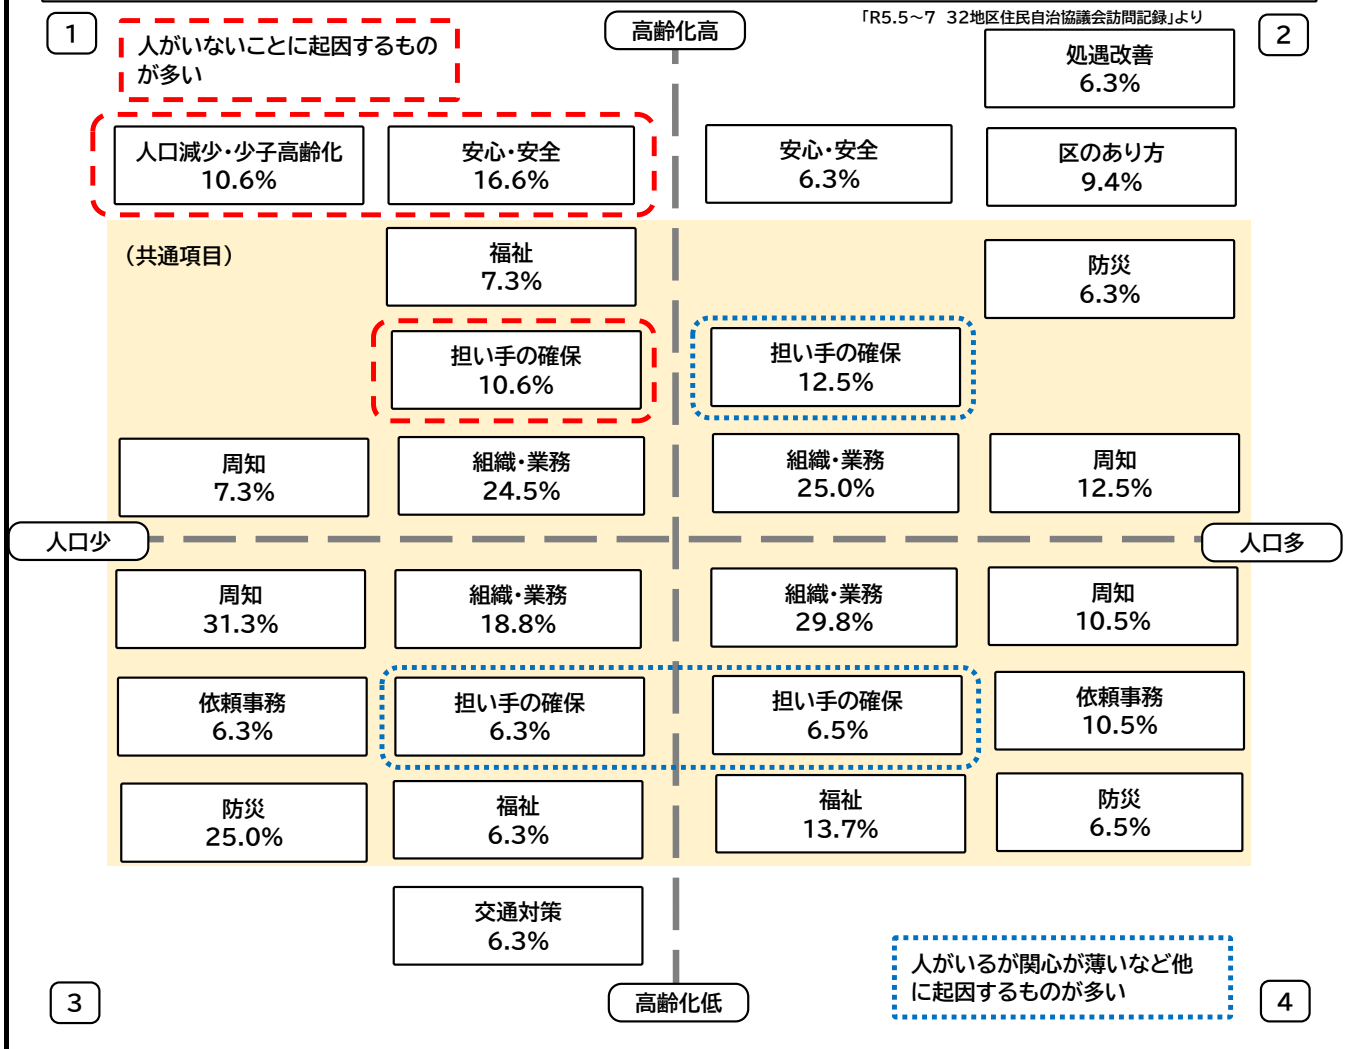 1
人がいないことに起因するもの
が多い
高齢化高
「R5.5～7 32地区住民自治協議会訪問記録」より
2
処遇改善
6.3%
人口減少・少子高齢化
10.6%
安心・安全
16.6%
安心・安全
6.3%
区のあり方
9.4%
（共通項目）
福祉
7.3%
防災
6.3%
担い手の確保
10.6%
担い手の確保
12.5%
周知
7.3%
組織・業務
24.5%
組織・業務
25.0%
周知
12.5%
人口少
人口多
周知
31.3%
組織・業務
18.8%
組織・業務
29.8%
周知
10.5%
依頼事務
6.3%
担い手の確保
6.3%
担い手の確保
6.5%
依頼事務
10.5%
防災
25.0%
福祉
6.3%
福祉
13.7%
防災
6.5%
交通対策
6.3%
人がいるが関心が薄いなど他
に起因するものが多い
3
高齢化低
4